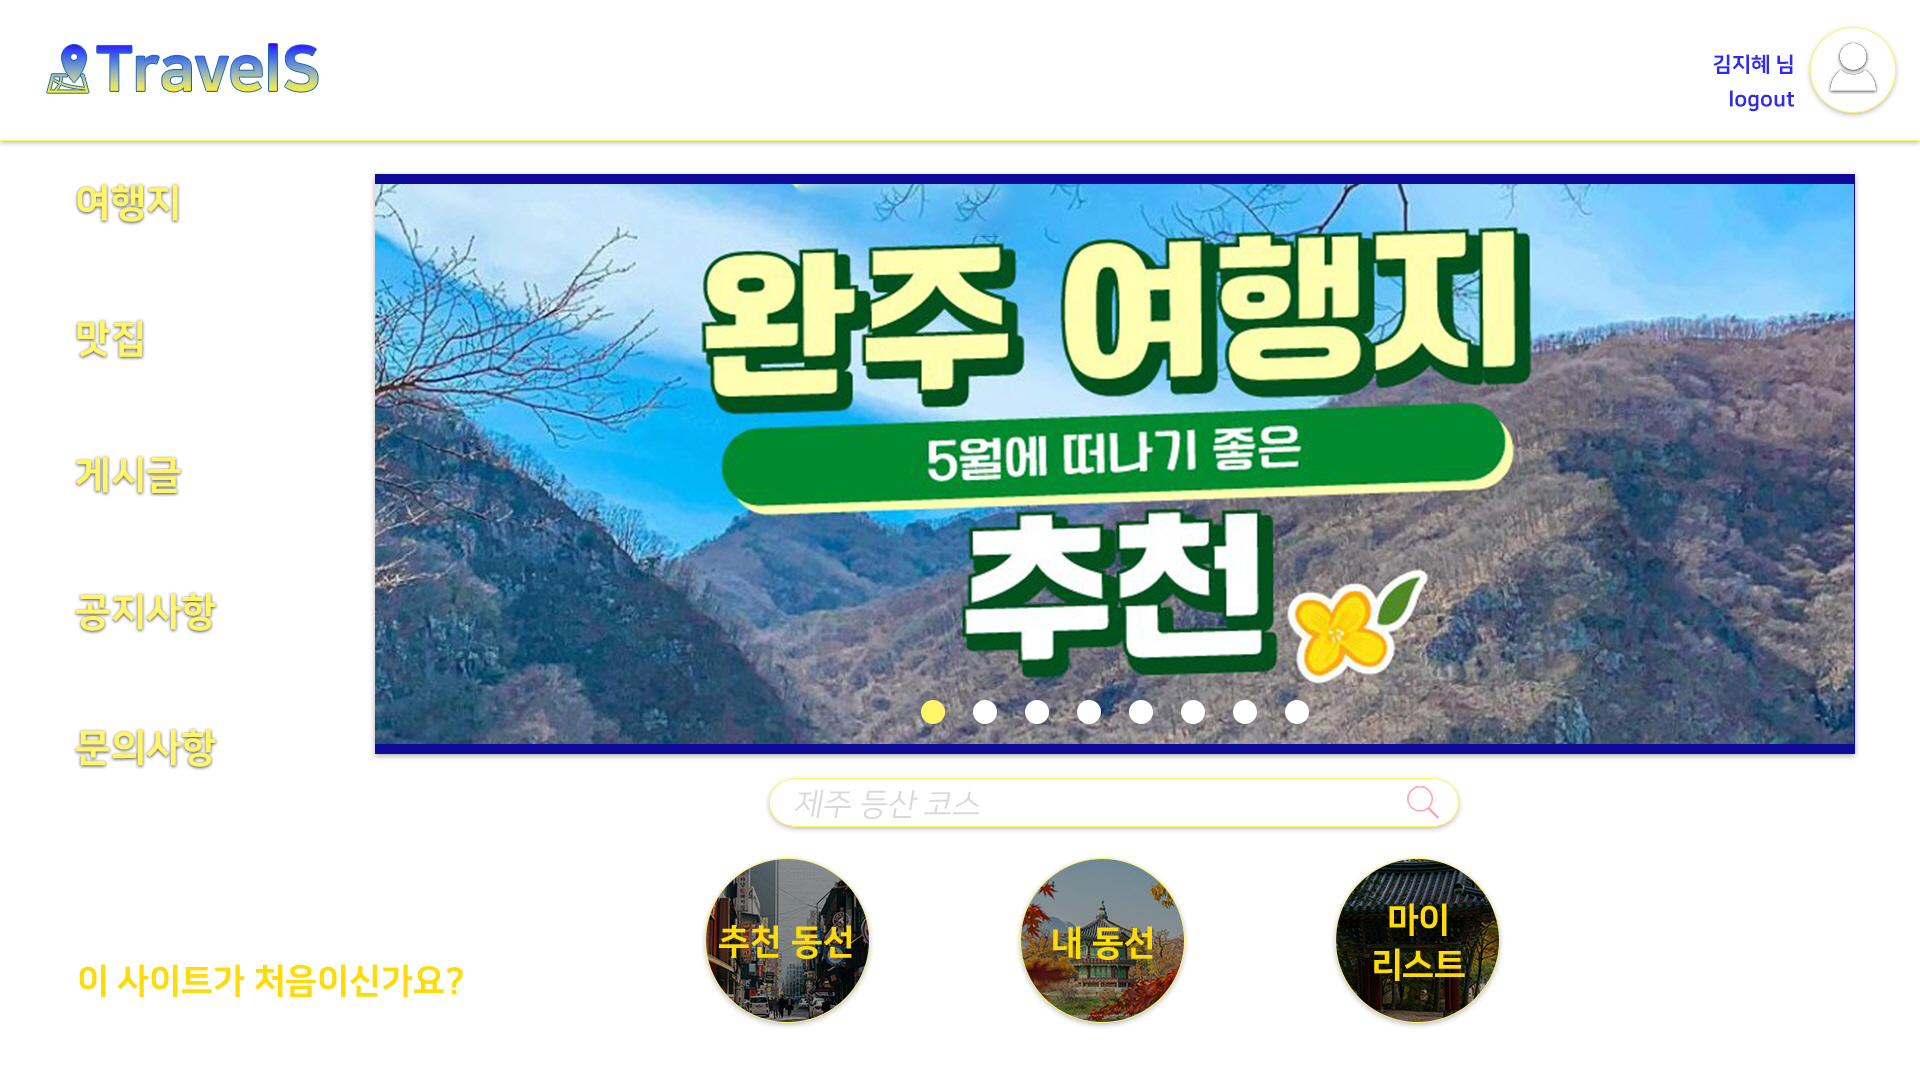 TravelS
김지혜 님
logout
여행지
맛집
게시글
공지사항
문의사항
완주 여행지
5월에 떠나기 좋은
추천
제주 등산 코스
추천 동선
내 동선
마이
리스트
이 사이트가 처음이신가요?